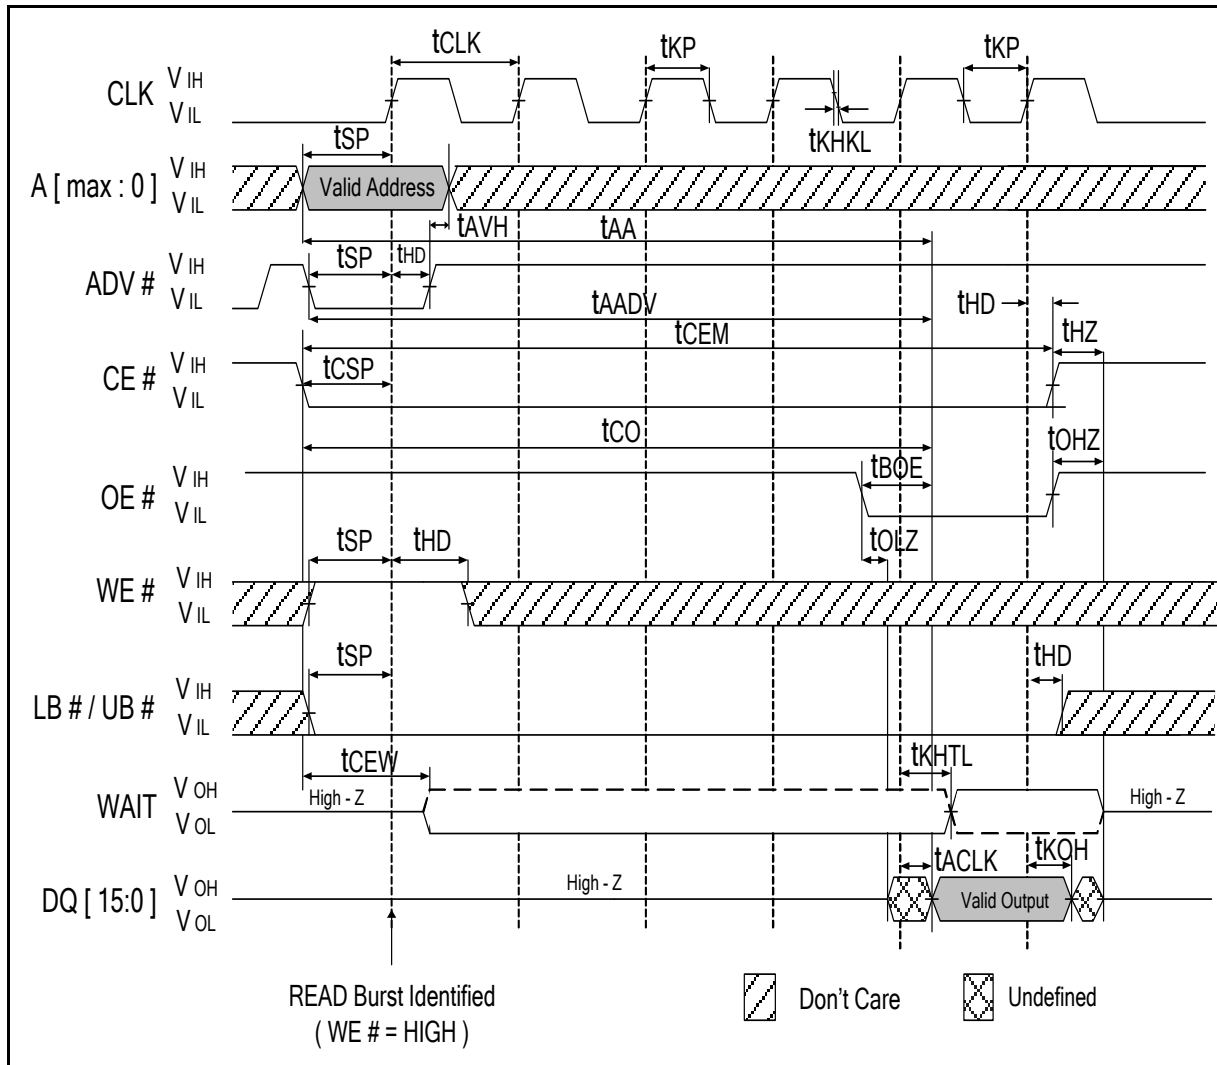 tCLK
tKP
tKP
CLK
V IH
V IL
tKHKL
tSP
A [ max : 0 ]
V IH
V IL
Valid Address
tAVH
tAA
ADV #
V IH
V IL
tSP
tHD
tAADV
tHD
tCEM
tHZ
CE #
V IH
V IL
tCSP
tCO
tOHZ
OE #
V IH
V IL
tBOE
tOLZ
tSP
tHD
WE #
V IH
V IL
tSP
tHD
LB # / UB #
V IH
V IL
tCEW
tKHTL
WAIT
V OH
V OL
High - Z
High - Z
tACLK
tKOH
DQ [ 15:0 ]
V OH
V OL
High - Z
Valid Output
READ Burst Identified
( WE # = HIGH )
Don't Care
Undefined